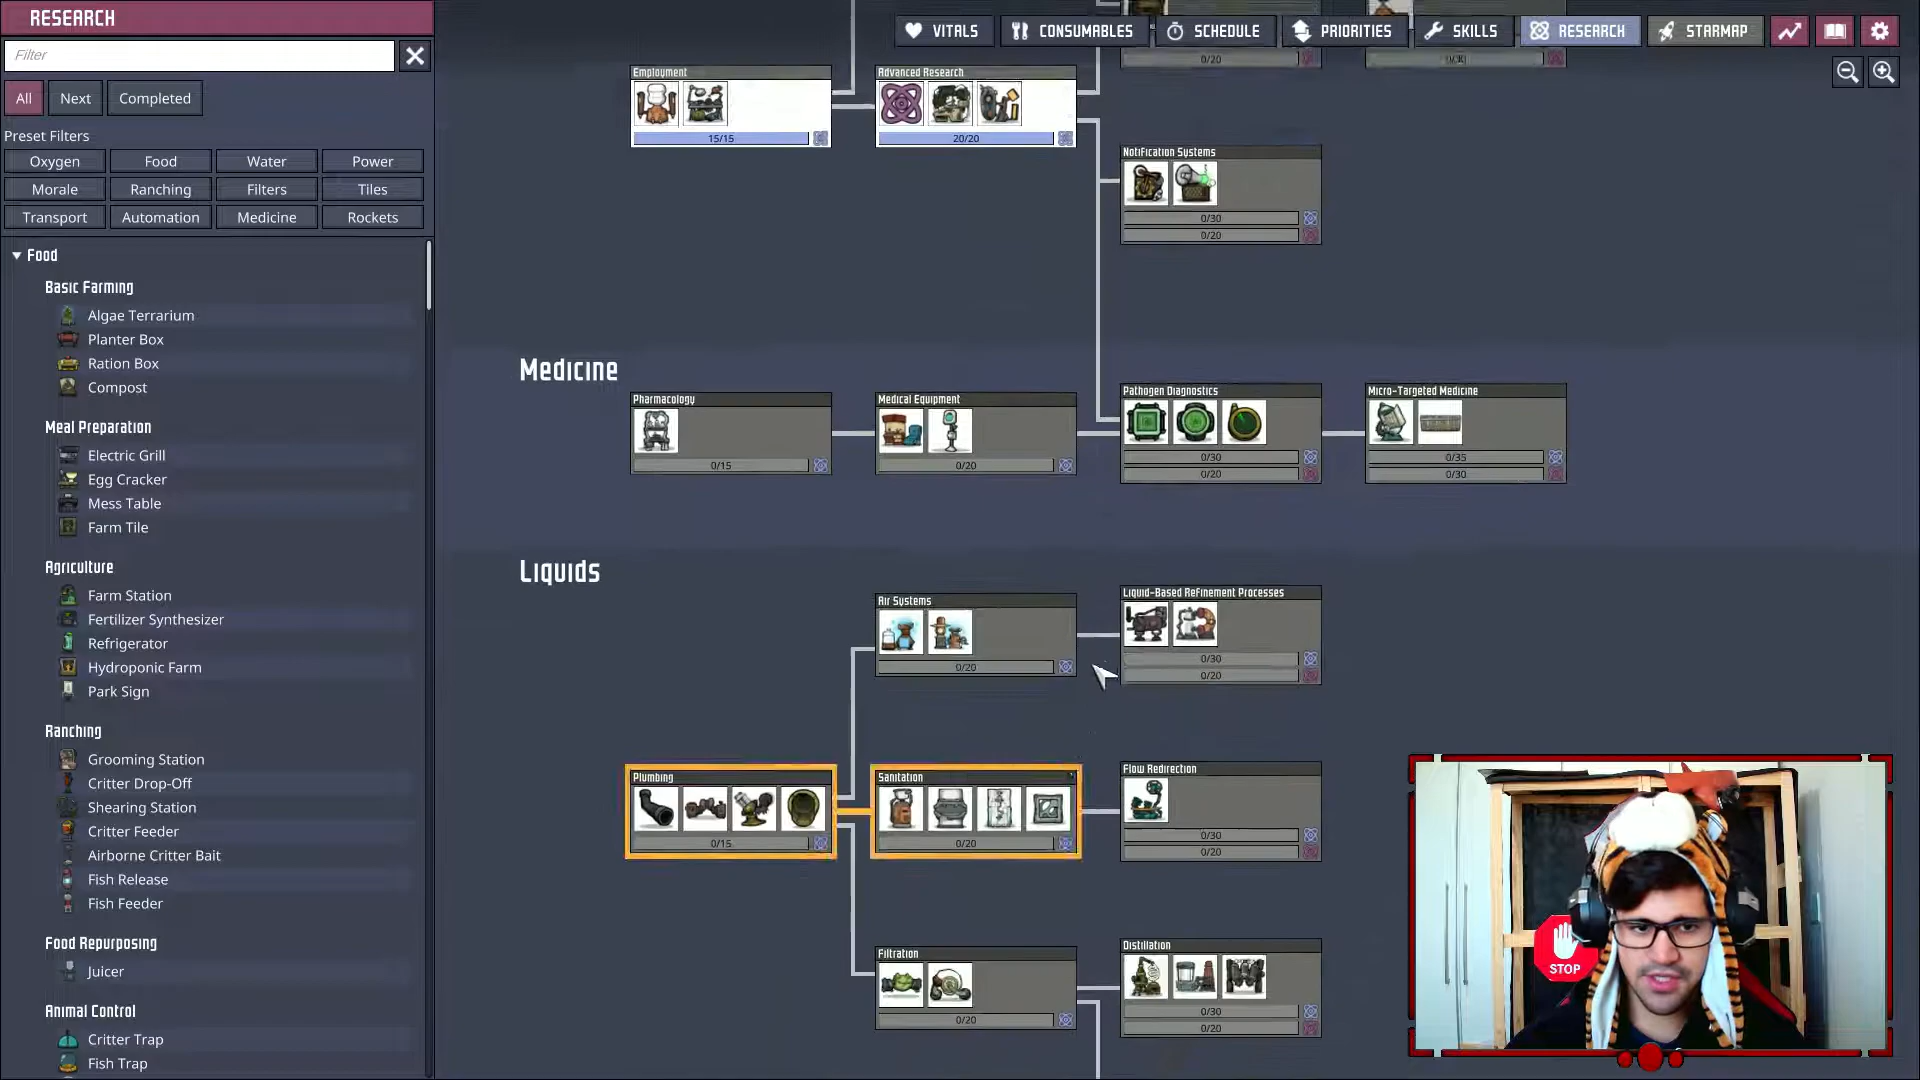 RESEARCH
VITALS
CONSUMABLES
SCHEDULE
PRIORITIES
SKILLS
RESEARCH
STARMAP
Filter
All
Next
Completed
Preset Filters
Oxygen
Food
Water
Power
Morale
Ranching
Filters
Tiles
Transport
Automation
Medicine
Rockets
Food
Basic Farming
Algae Terrarium
Planter Box
Ration Box
Compost
Meal Preparation
Electric Grill
Egg Cracker
Mess Table
Farm Tile
Agriculture
Farm Station
Fertilizer Synthesizer
Refrigerator
Hydroponic Farm
Park Sign
Ranching
Grooming Station
Critter Drop-Off
Shearing Station
Critter Feeder
Airborne Critter Bait
Fish Release
Fish Feeder
Food Repurposing
Juicer
Animal Control
Critter Trap
Fish Trap
0/20
Employment
15/15
Advanced Research
20/20
Notification Systems
0/30
0/20
Medicine
Pharmacology
0/15
Medical Equipment
0/20
Pathogen Diagnostics
0/30
0/20
Micro-Targeted Medicine
0/35
0/30
Liquids
Air Systems
0/20
Liquid-Based Refinement Processes
0/30
0/20
Plumbing
0/15
Sanitation
0/20
Flow Redirection
0/30
0/20
Filtration
0/20
Distillation
0/30
0/20
STOP